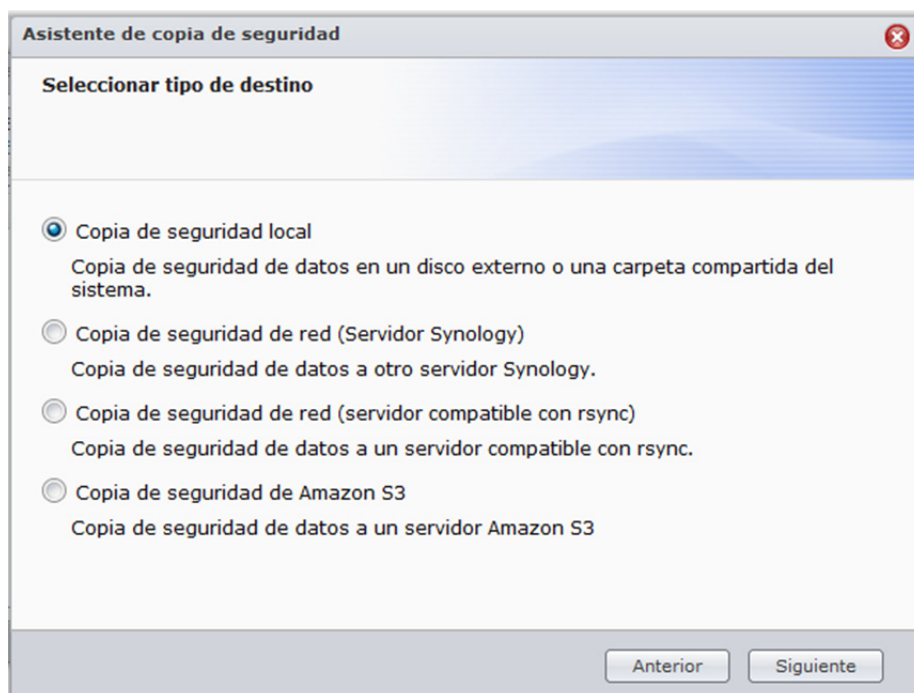 Asistente de copia de seguridad
Seleccionar tipo de destino
Copia de seguridad local
Copia de seguridad de datos en un disco externo o una carpeta compartida del
sistema.
Copia de seguridad de red (Servidor Synology)
Copia de seguridad de datos a otro servidor Synology.
Copia de seguridad de red (servidor compatible con rsync)
Copia de seguridad de datos a un servidor compatible con rsync.
Copia de seguridad de Amazon S3
Copia de seguridad de datos a un servidor Amazon S3
Anterior
Siguiente